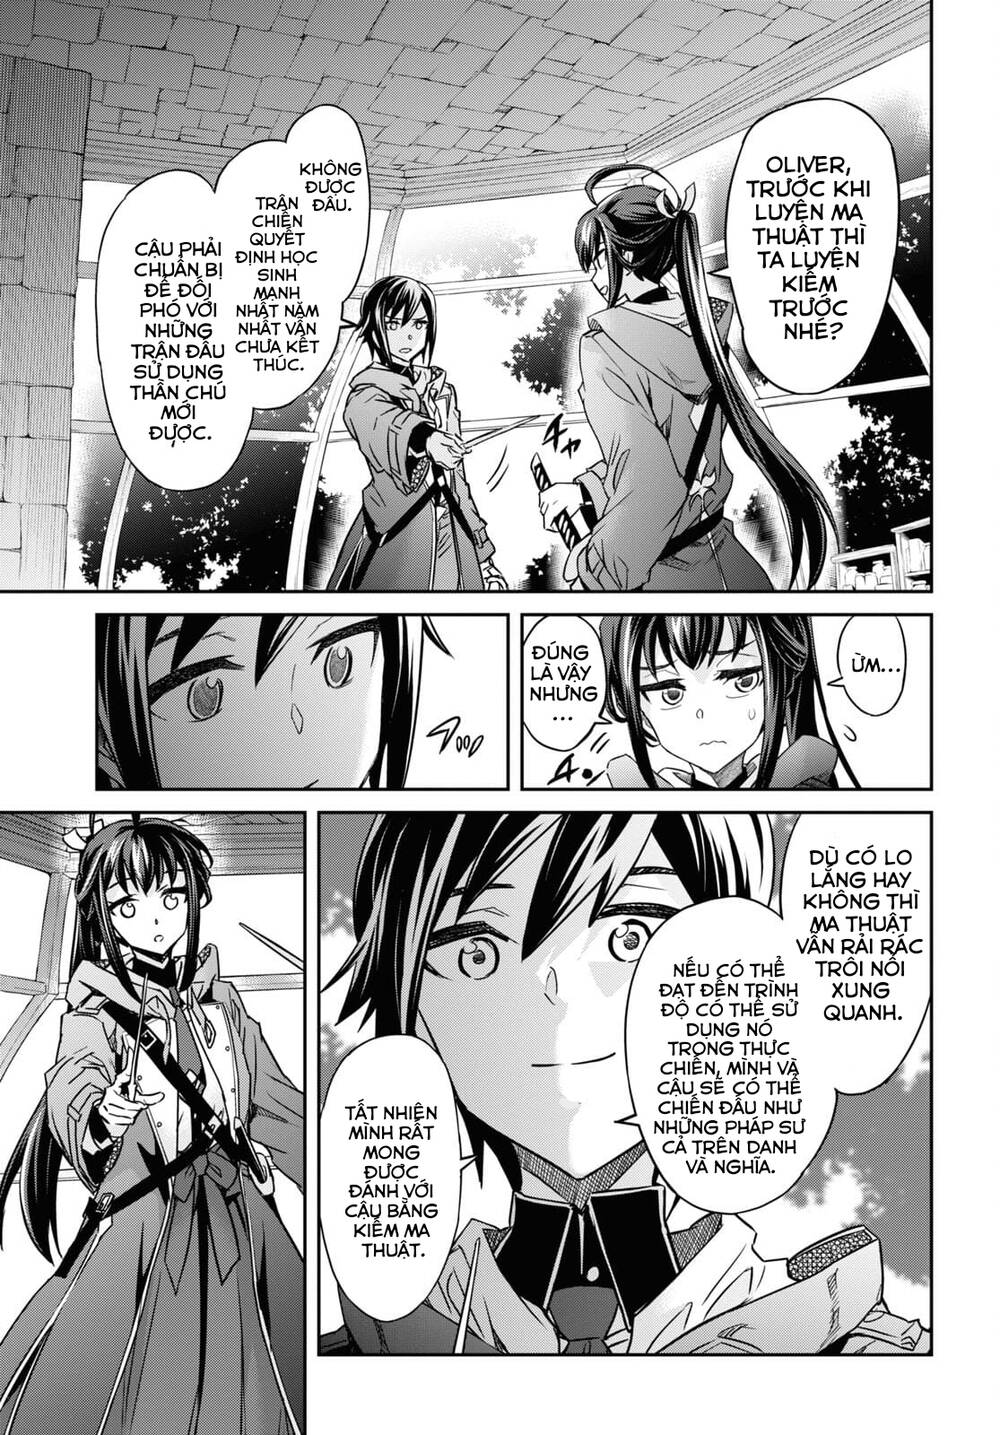 OLIVER,
TRƯỚC KHI
LUYỆN MA
THUẬT THÌ
TA LUYỆN
KIẾM
TRƯỚC
NHÉ?
KHÔNG
ĐƯỢC
ĐÂU.
TRẬN
CHIẾN
QUYẾT
ĐỊNH HỌC
SINH
MẠNH
NHẤT NĂM
NHẤT VẪN
CHƯA KẾT
THÚC.
CẬU PHẢI
CHUẨN BỊ
ĐỂ ĐỐI
PHÓ VỚI
NHỮNG
TRẬN ĐẤU
SỬ DỤNG
THẦN CHÚ
MỚI
ĐƯỢC.
ỪM...
ĐÚNG
LÀ VẬY
NHƯNG
...
DÙ CÓ LO
LẮNG HAY
KHÔNG THÌ
MA THUẬT
VẪN RẢI RÁC
TRÔI NỔI
XUNG
QUANH.
NẾU CÓ THỂ
ĐẠT ĐẾN TRÌNH
ĐỘ CÓ THỂ SỬ
DỤNG NÓ
TRONG THỰC
CHIẾN, MÌNH VÀ
CẬU SẼ CÓ THỂ
CHIẾN ĐẤU NHƯ
NHỮNG PHÁP SƯ
CẢ TRÊN DANH
VÀ NGHĨA.
TẤT NHIÊN
MÌNH RẤT
MONG
ĐƯỢC
ĐÁNH VỚI
CẬU BẰNG
KIẾM MA
THUẬT.